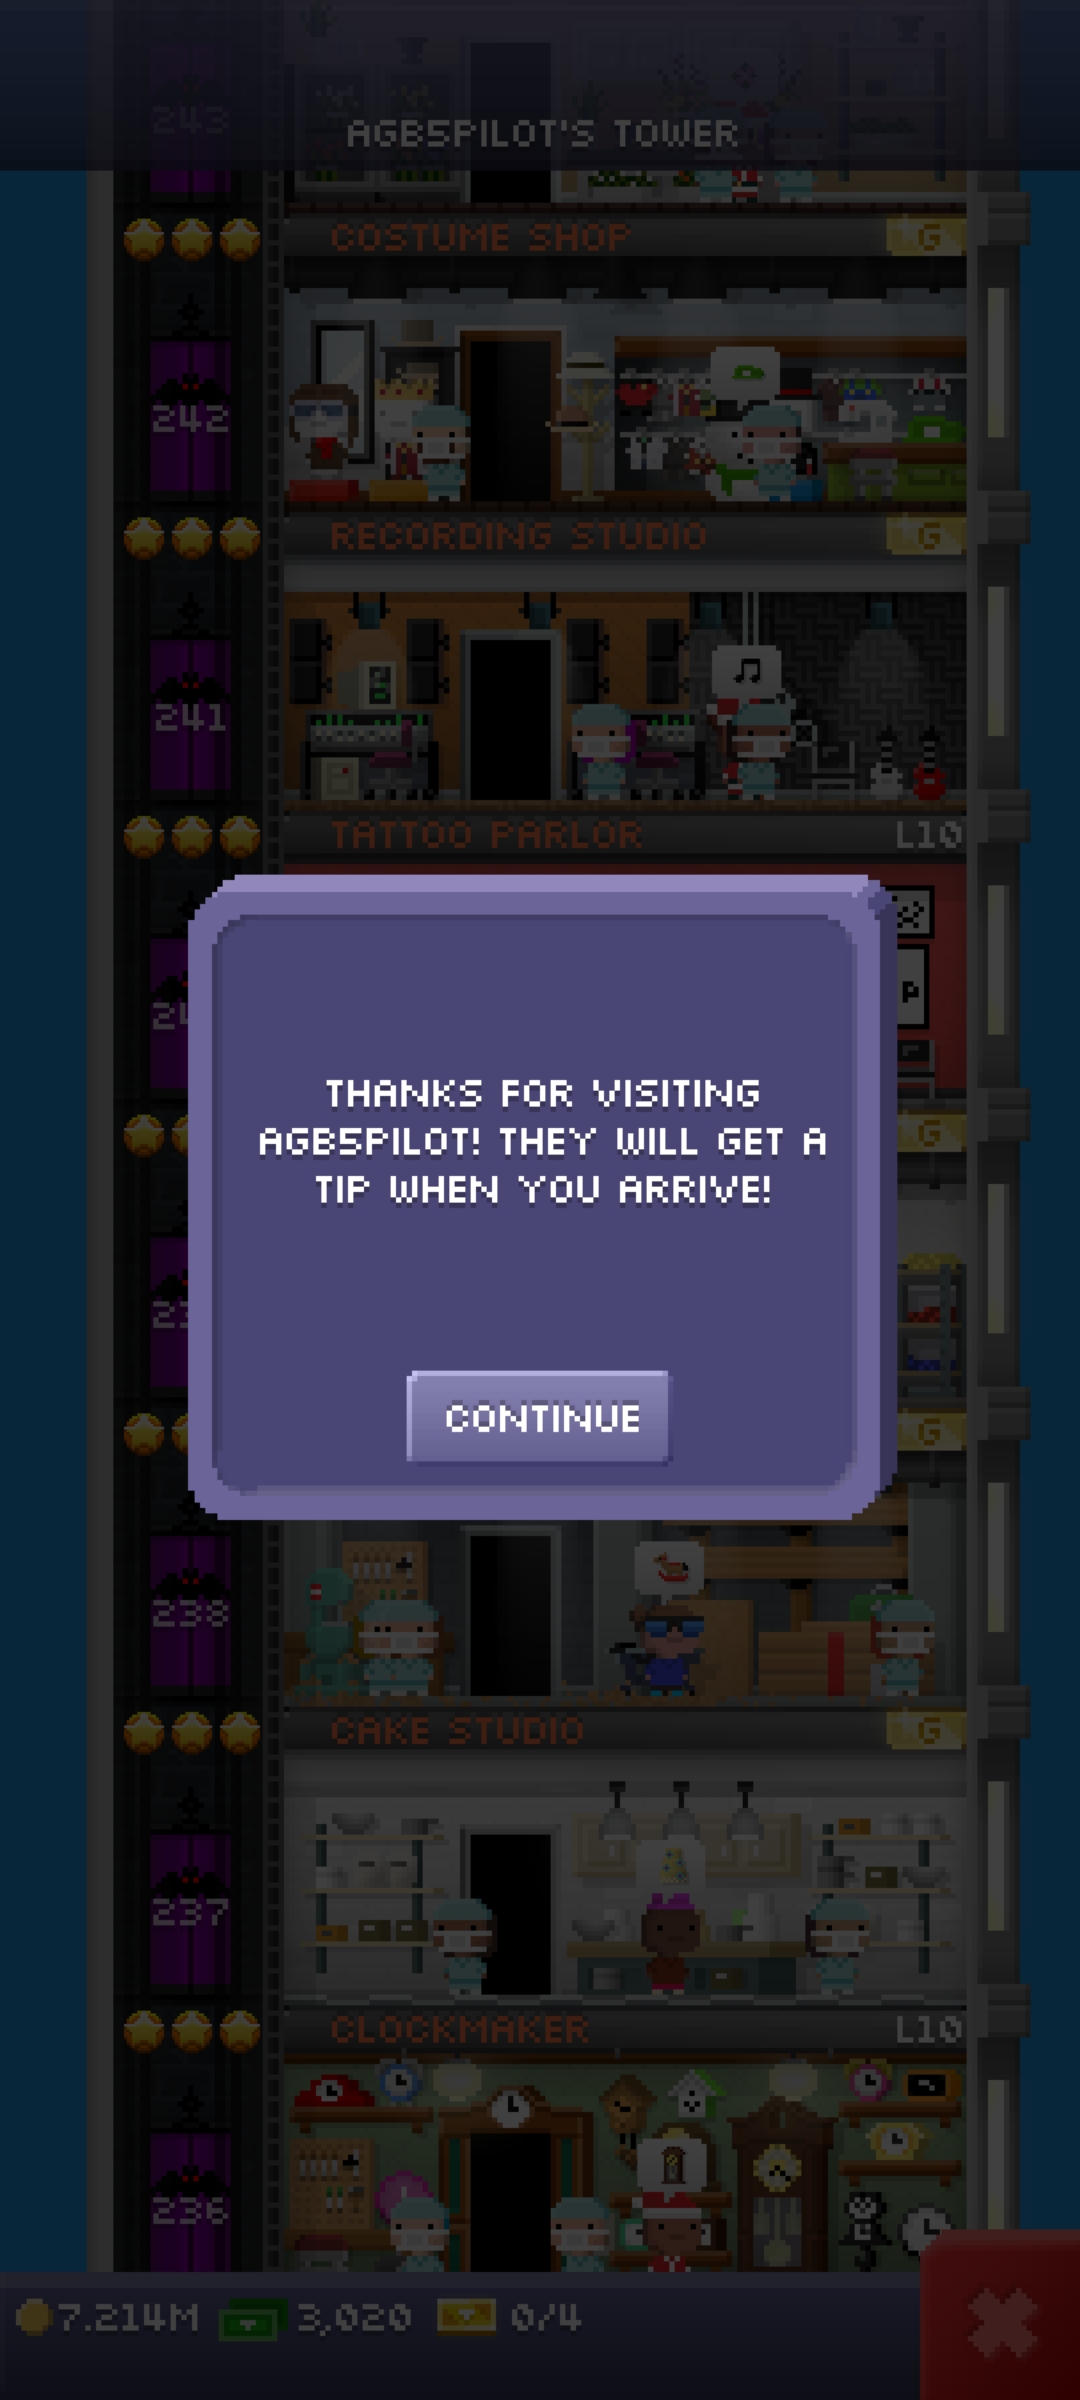 243
AGB5PILOT'S TOWER
COSTUME SHOP G
242
RECORDING STUDIO G
241
TATTOO PARLOR L10
P
THANKS FOR VISITING
AGB5PILOT! THEY WILL GET A
TIP WHEN YOU ARRIVE!
G
G
CONTINUE
238
CAKE STUDIO G
237
CLOCKMAKER L10
236
7.214M 3,020 0/4